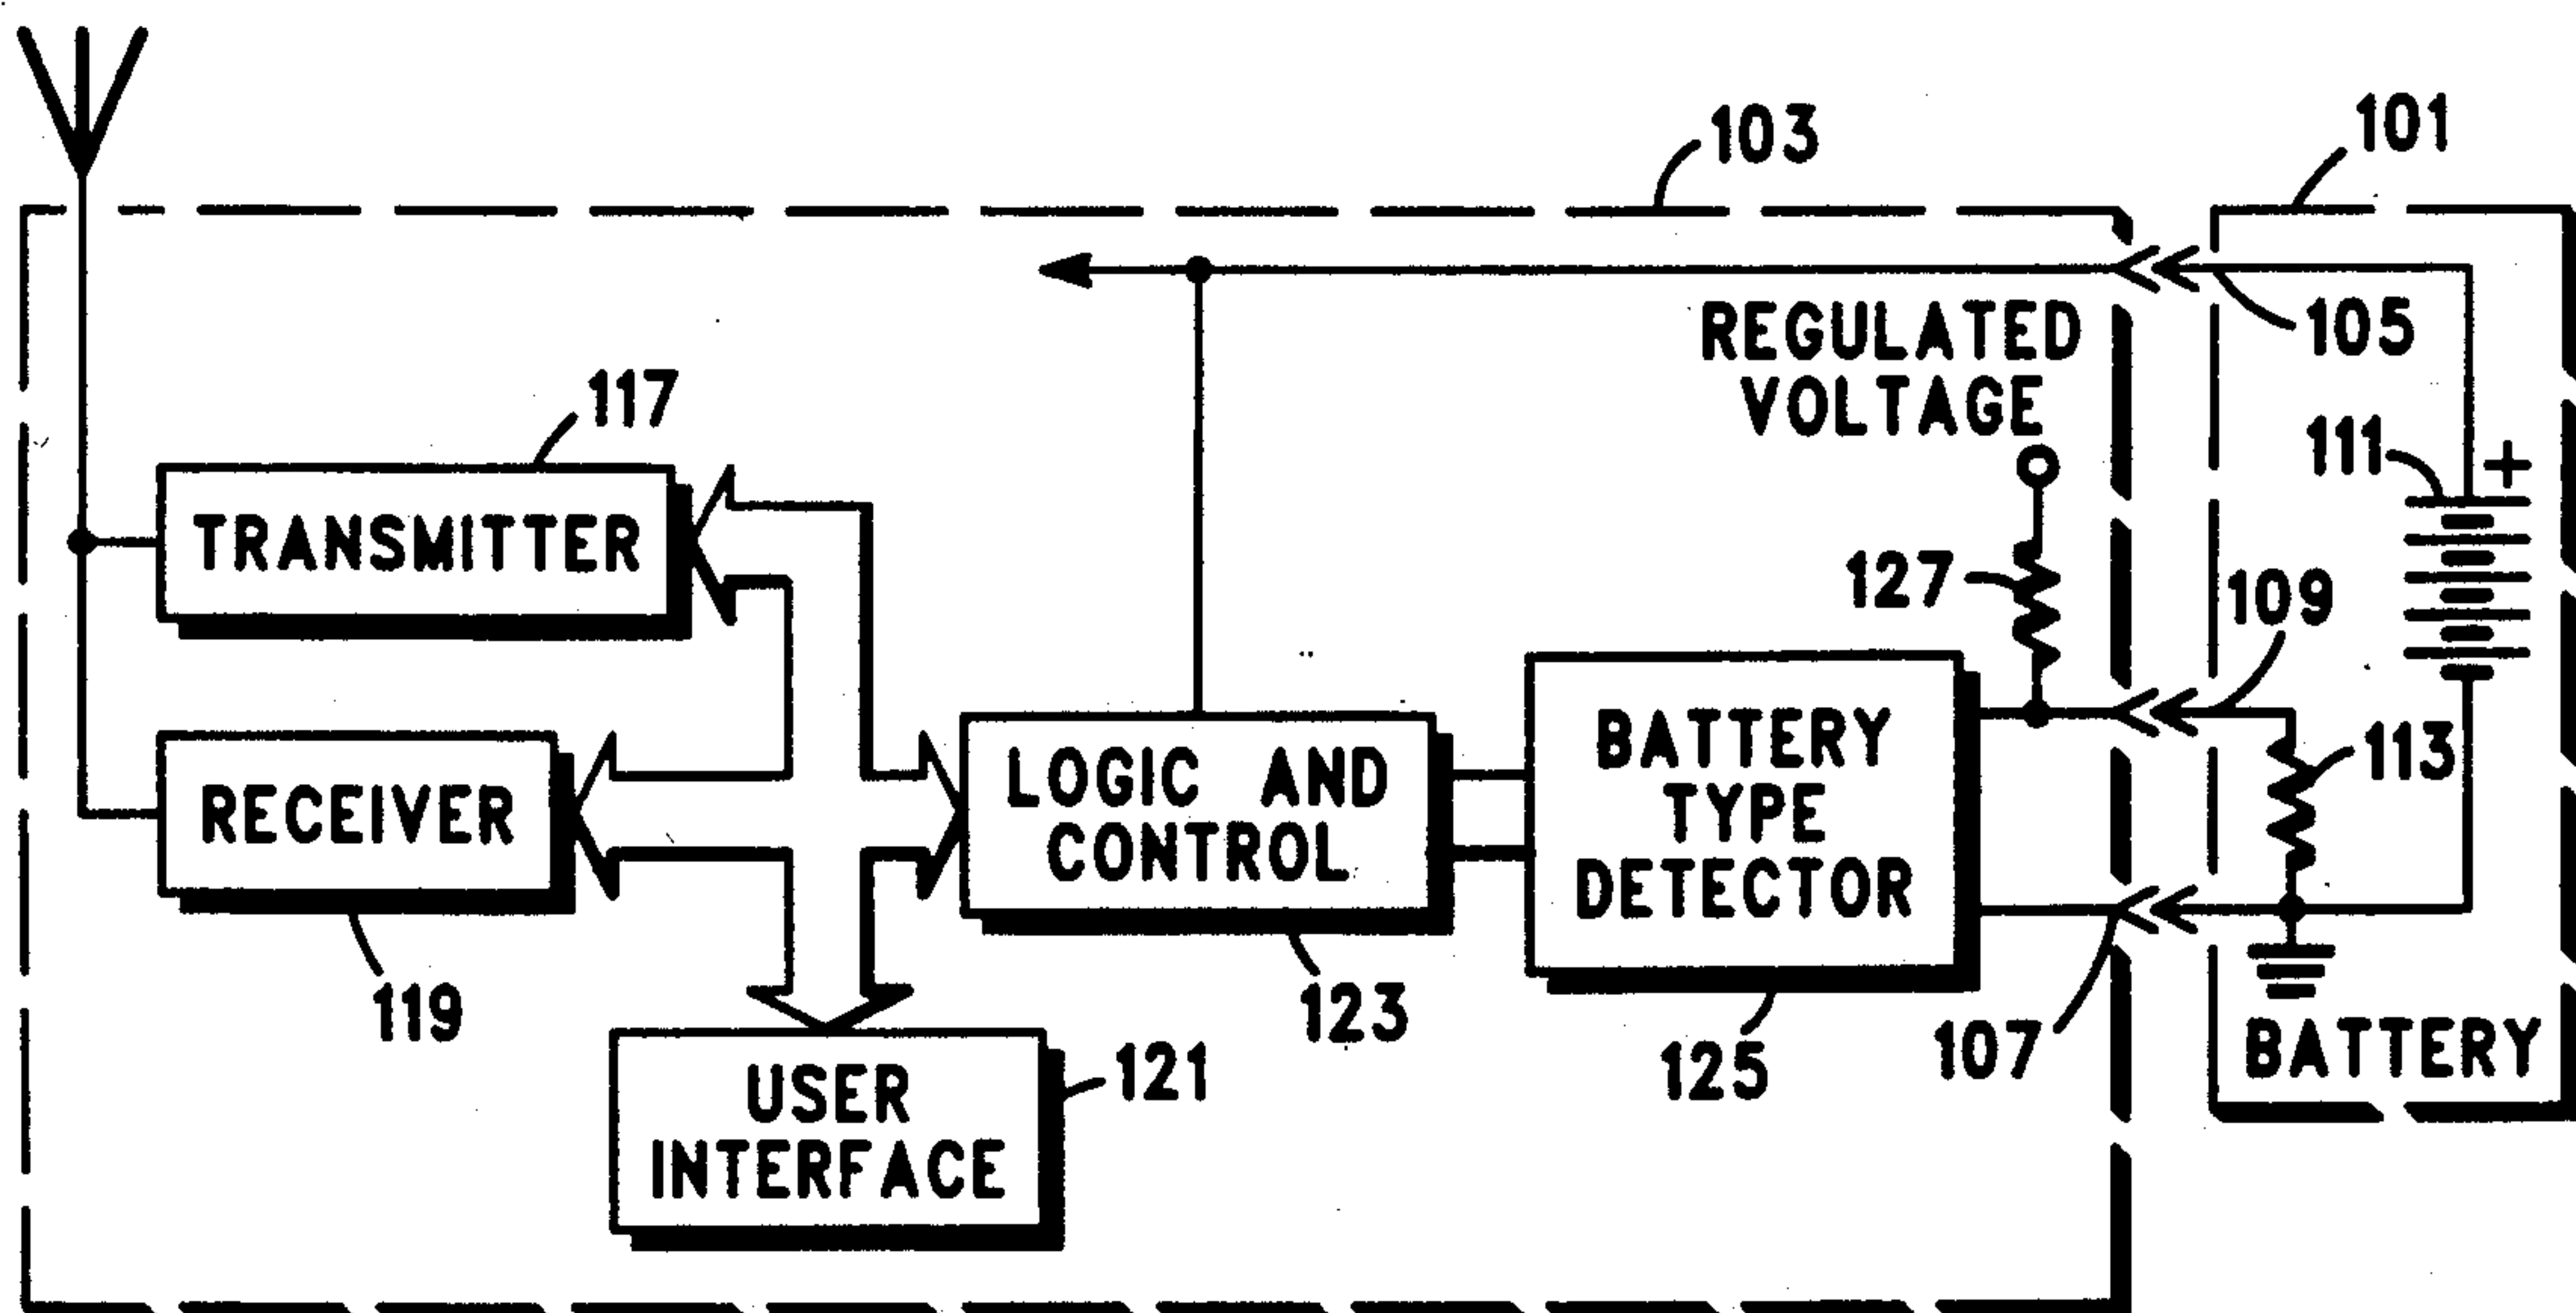 103
101
REGULATED
VOLTAGE
105
117
111
+
TRANSMITTER
127
109
RECEIVER
LOGIC AND
CONTROL
BATTERY
TYPE
DETECTOR
113
119
123
125
107
BATTERY
USER
INTERFACE
121